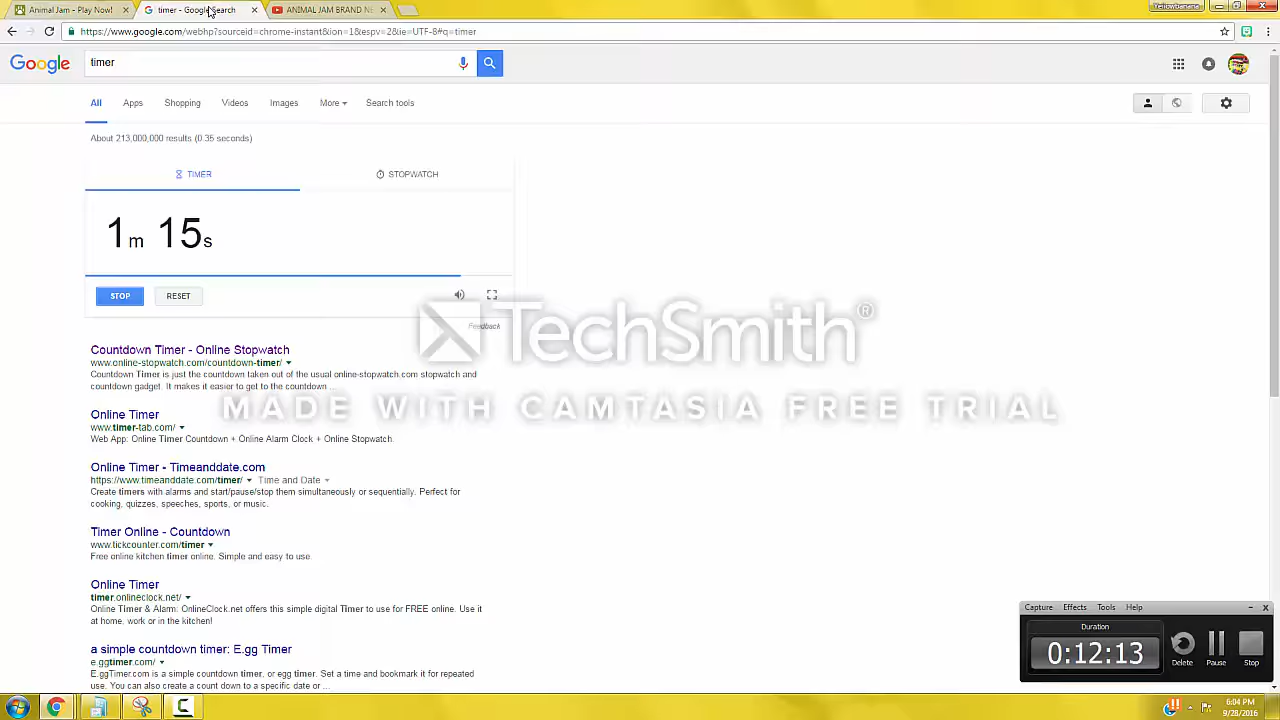 Animal Jam - Play Now!
timer - Google Search
ANIMAL JAM BRAND NE
Yellowbanana
https://www.google.com/webhp?sourceid=chrome-instant&ion=1&espv=2&ie=UTF-8#q=timer
Google
timer
All
Apps
Shopping
Videos
Images
More
Search tools
About 213,000,000 results (0.35 seconds)
TIMER
STOPWATCH
1m 15s
STOP
RESET
Feedback
TechSmith®
MADE WITH CAMTASIA FREE TRIAL
Countdown Timer - Online Stopwatch
www.online-stopwatch.com/countdown-timer/
Countdown Timer is just the countdown taken out of the usual online-stopwatch.com stopwatch and
countdown gadget. It makes it easier to get to the countdown ...
Online Timer
www.timer-tab.com/
Web App: Online Timer Countdown + Online Alarm Clock + Online Stopwatch.
Online Timer - Timeanddate.com
https://www.timeanddate.com/timer/ Time and Date
Create timers with alarms and start/pause/stop them simultaneously or sequentially. Perfect for
cooking, quizzes, speeches, sports, or music.
Timer Online - Countdown
www.tickcounter.com/timer
Free online kitchen timer online. Simple and easy to use.
Online Timer
timer.onlineclock.net/
Online Timer & Alarm: OnlineClock.net offers this simple digital Timer to use for FREE online. Use it
at home, work or in the kitchen!
a simple countdown timer: E.gg Timer
e.ggtimer.com/
E.ggTimer.com is a simple countdown timer, or egg timer. Set a time and bookmark it for repeated
use. You can also create a count down to a specific date or ...
Capture
Effects
Tools
Help
Duration
0:12:13
Delete
Pause
Stop
6:04 PM
9/28/2016